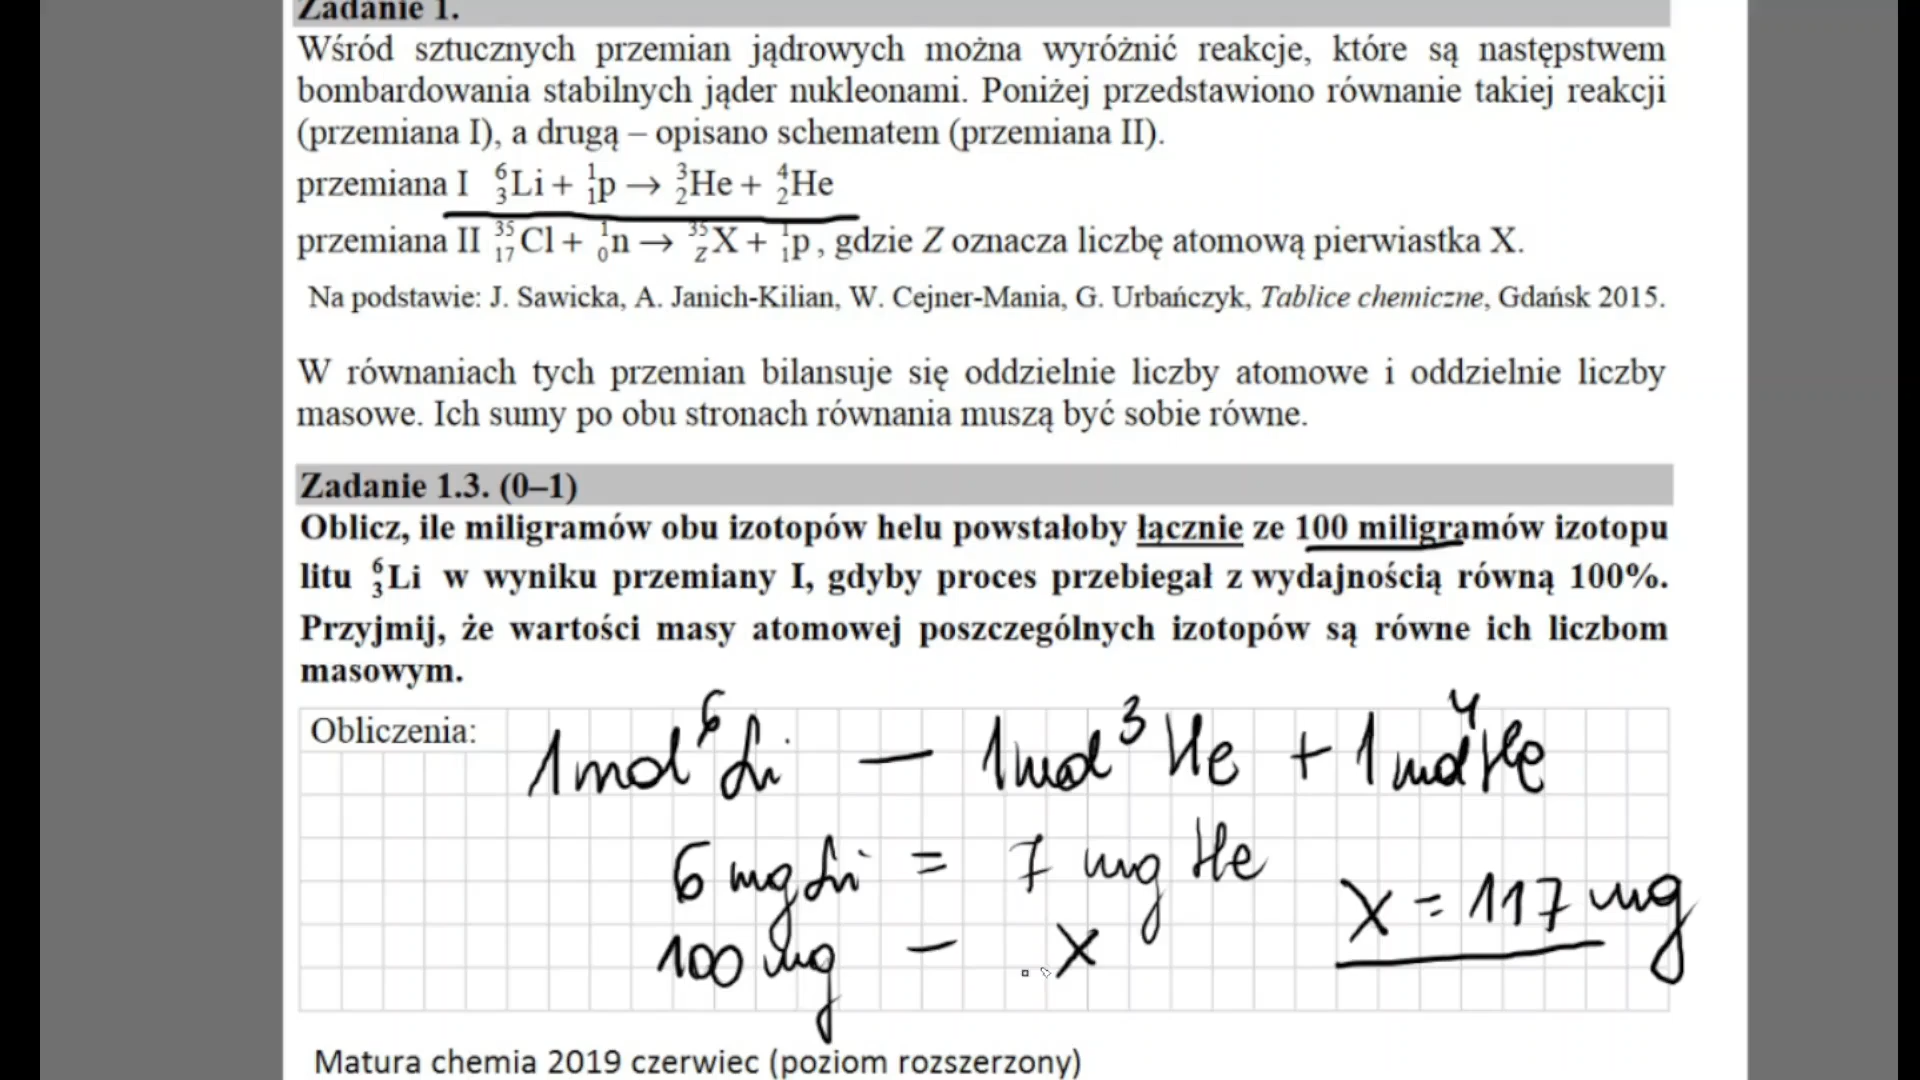 Zadanie 1.
Wśród sztucznych przemian jądrowych można wyróżnić reakcje, które są następstwem
bombardowania stabilnych jąder nukleonami. Poniżej przedstawiono równanie takiej reakcji
(przemiana I), a drugą – opisano schematem (przemiana II).
przemiana I ⁶₃Li + ¹₁p → ³₂He + ⁴₂He
przemiana II ³⁵₁₇Cl + ¹₀n → ³⁵_Z X + ¹₁p, gdzie Z oznacza liczbę atomową pierwiastka X.
Na podstawie: J. Sawicka, A. Janich-Kilian, W. Cejner-Mania, G. Urbańczyk, Tablice chemiczne, Gdańsk 2015.
W równaniach tych przemian bilansuje się oddzielnie liczby atomowe i oddzielnie liczby
masowe. Ich sumy po obu stronach równania muszą być sobie równe.
Zadanie 1.3. (0–1)
Oblicz, ile miligramów obu izotopów helu powstałoby łącznie ze 100 miligramów izotopu
litu ⁶₃Li w wyniku przemiany I, gdyby proces przebiegał z wydajnością równą 100%.
Przyjmij, że wartości masy atomowej poszczególnych izotopów są równe ich liczbom
masowym.
Obliczenia:
1 mol ⁶Li — 1 mol ³He + 1 mol ⁴He
6 mg Li = 7 mg He
100 mg — X
X = 117 mg
Matura chemia 2019 czerwiec (poziom rozszerzony)